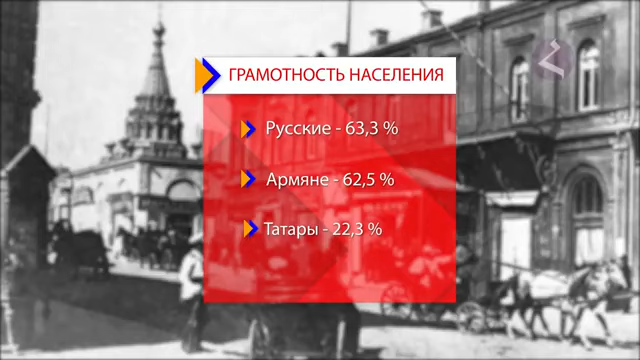 ГРАМОТНОСТЬ НАСЕЛЕНИЯ
Русские - 63,3 %
Армяне - 62,5 %
Татары - 22,3 %